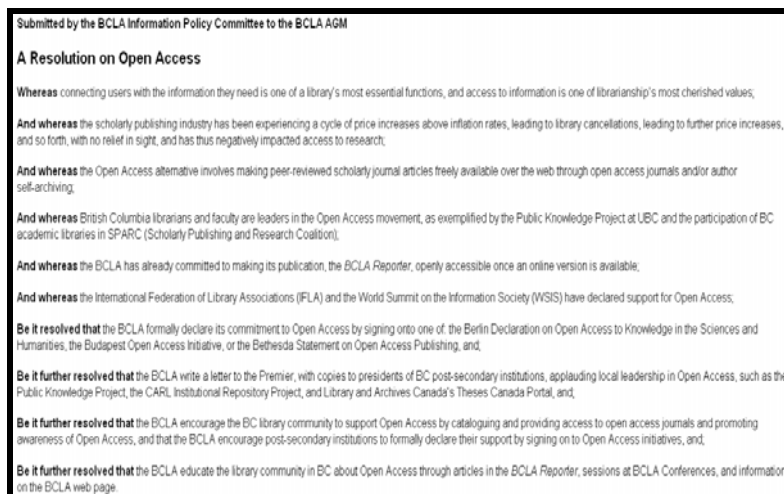 Submitted by the BCLA Information Policy Committee to the BCLA AGM
A Resolution on Open Access
Whereas connecting users with the information they need is one of a library's most essential functions, and access to information is one of librarianship's most cherished values;
And whereas the scholarly publishing industry has been experiencing a cycle of price increases above inflation rates, leading to library cancellations, leading to further price increases,
and so forth, with no relief in sight, and has thus negatively impacted access to research;
And whereas the Open Access alternative involves making peer-reviewed scholarly journal articles freely available over the web through open access journals and/or author
self-archiving;
And whereas British Columbia librarians and faculty are leaders in the Open Access movement, as exemplified by the Public Knowledge Project at UBC and the participation of BC
academic libraries in SPARC (Scholarly Publishing and Research Coalition);
And whereas the BCLA has already committed to making its publication, the BCLA Reporter, openly accessible once an online version is available;
And whereas the International Federation of Library Associations (IFLA) and the World Summit on the Information Society (WSIS) have declared support for Open Access;
Be it resolved that the BCLA formally declare its commitment to Open Access by signing onto one of: the Berlin Declaration on Open Access to Knowledge in the Sciences and
Humanities, the Budapest Open Access Initiative, or the Bethesda Statement on Open Access Publishing, and;
Be it further resolved that the BCLA write a letter to the Premier, with copies to presidents of BC post-secondary institutions, applauding local leadership in Open Access, such as the
Public Knowledge Project, the CARL Institutional Repository Project, and Library and Archives Canada's Theses Canada Portal, and;
Be it further resolved that the BCLA encourage the BC library community to support Open Access by cataloguing and providing access to open access journals and promoting
awareness of Open Access, and that the BCLA encourage post-secondary institutions to formally declare their support by signing on to Open Access initiatives, and;
Be it further resolved that the BCLA educate the library community in BC about Open Access through articles in the BCLA Reporter, sessions at BCLA Conferences, and information
on the BCLA web page.